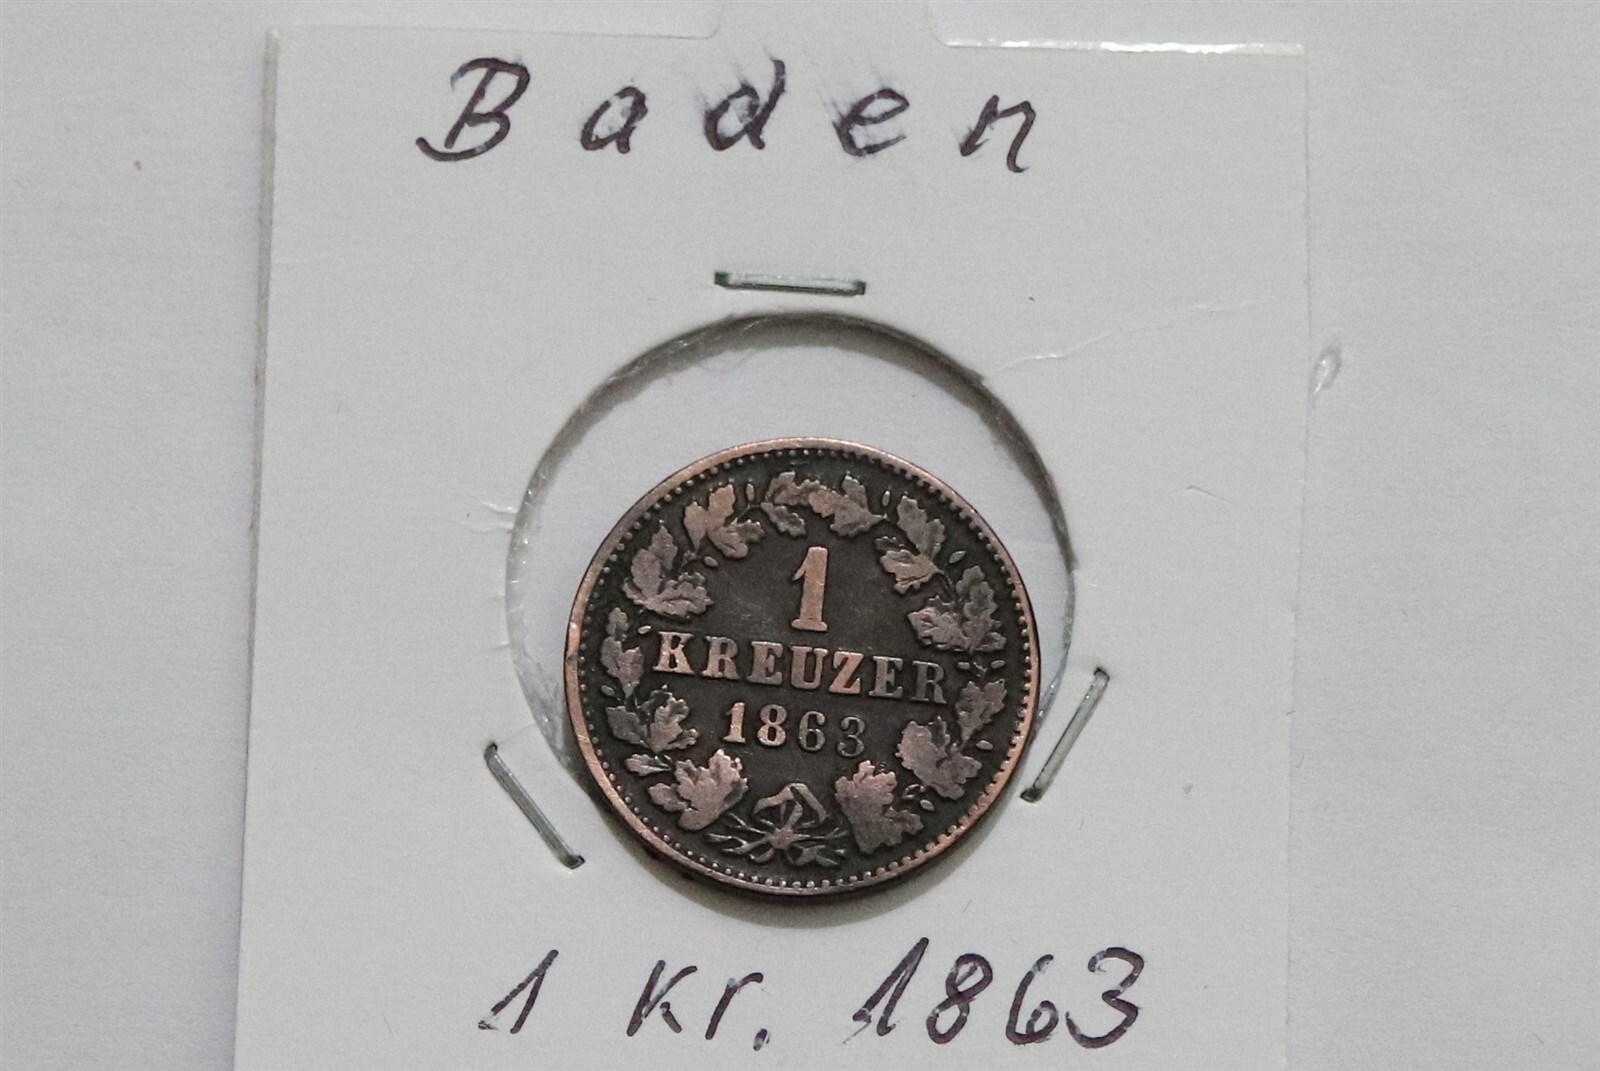 Baden
1
KREUZER
1863
1 Kr. 1863